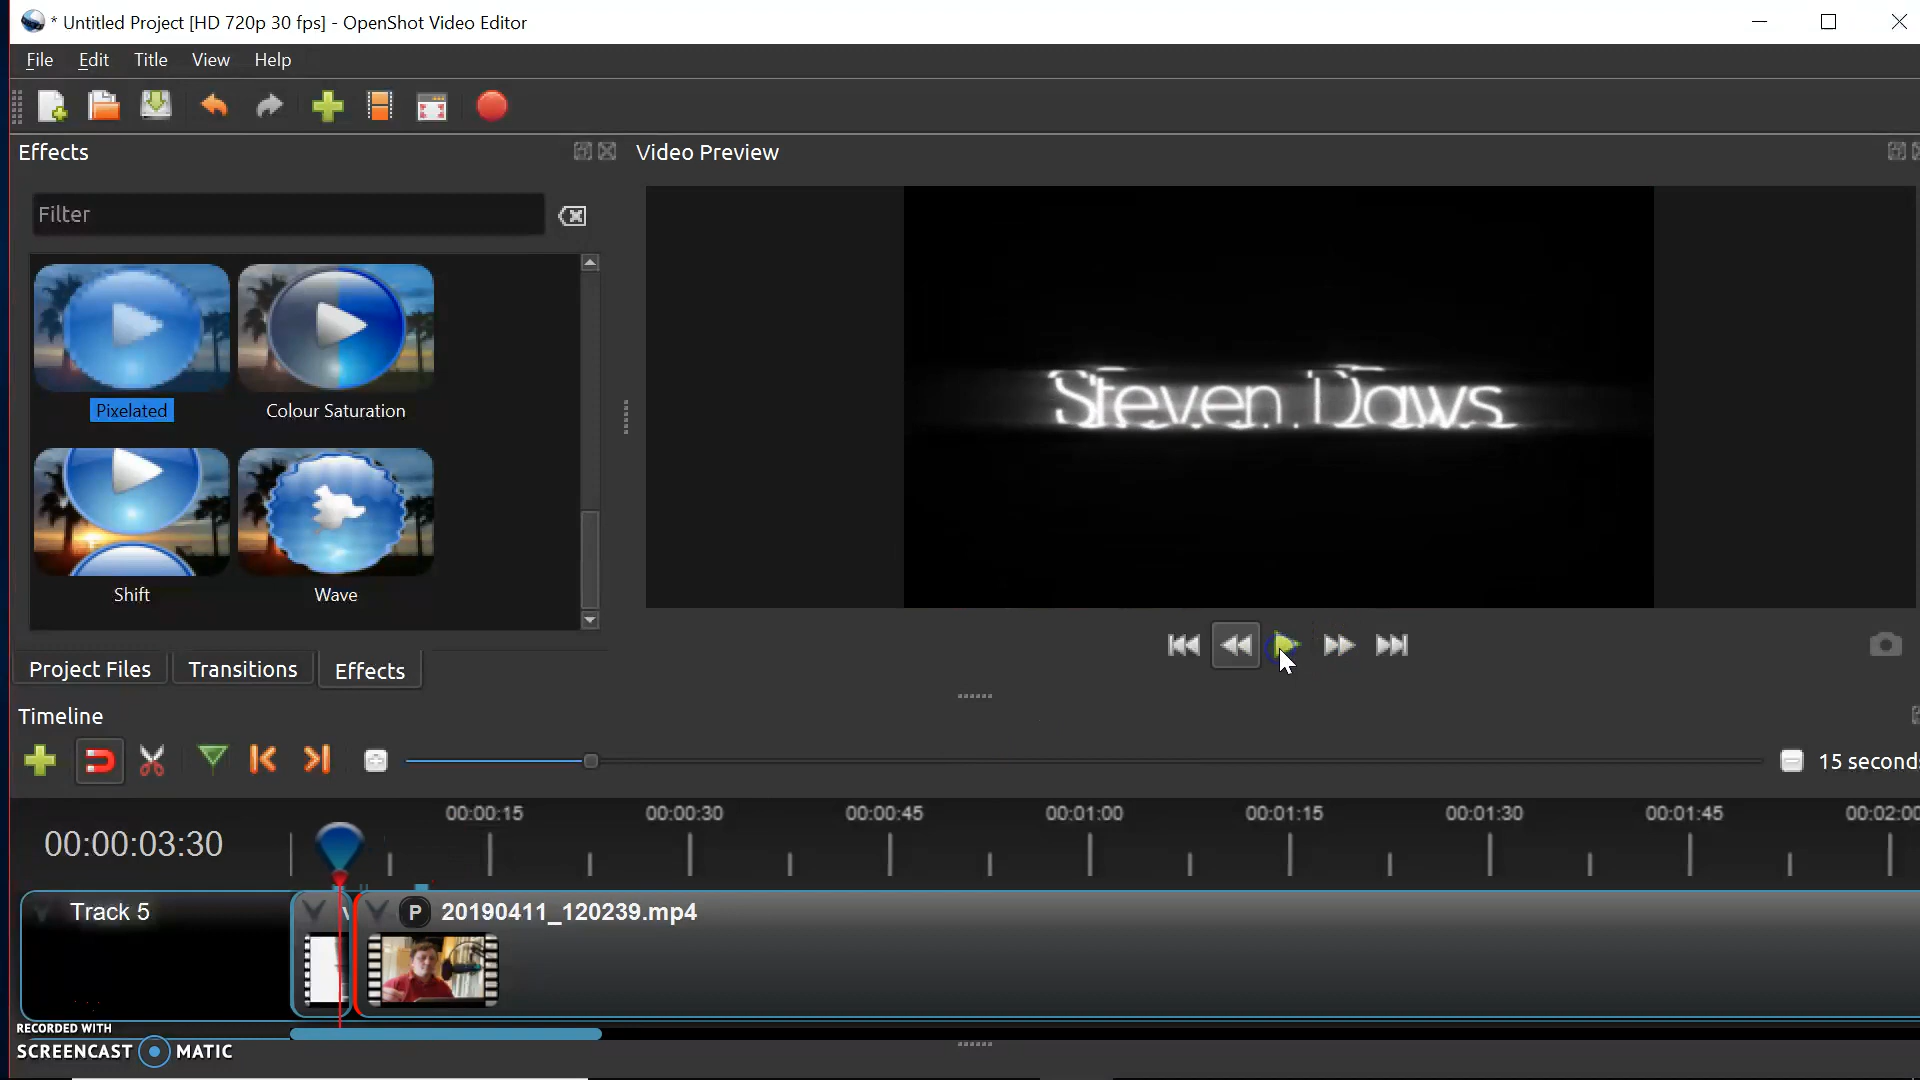 * Untitled Project [HD 720p 30 fps] - OpenShot Video Editor
File Edit Title View Help
Effects
Video Preview
Filter
Steven Daws
Pixelated
Colour Saturation
Shift
Wave
Project Files
Transitions
Effects
Timeline
15 seconds
00:00:03:30
00:00:15
00:00:30
00:00:45
00:01:00
00:01:15
00:01:30
00:01:45
00:02:00
Track 5
P
20190411_120239.mp4
RECORDED WITH
SCREENCAST MATIC